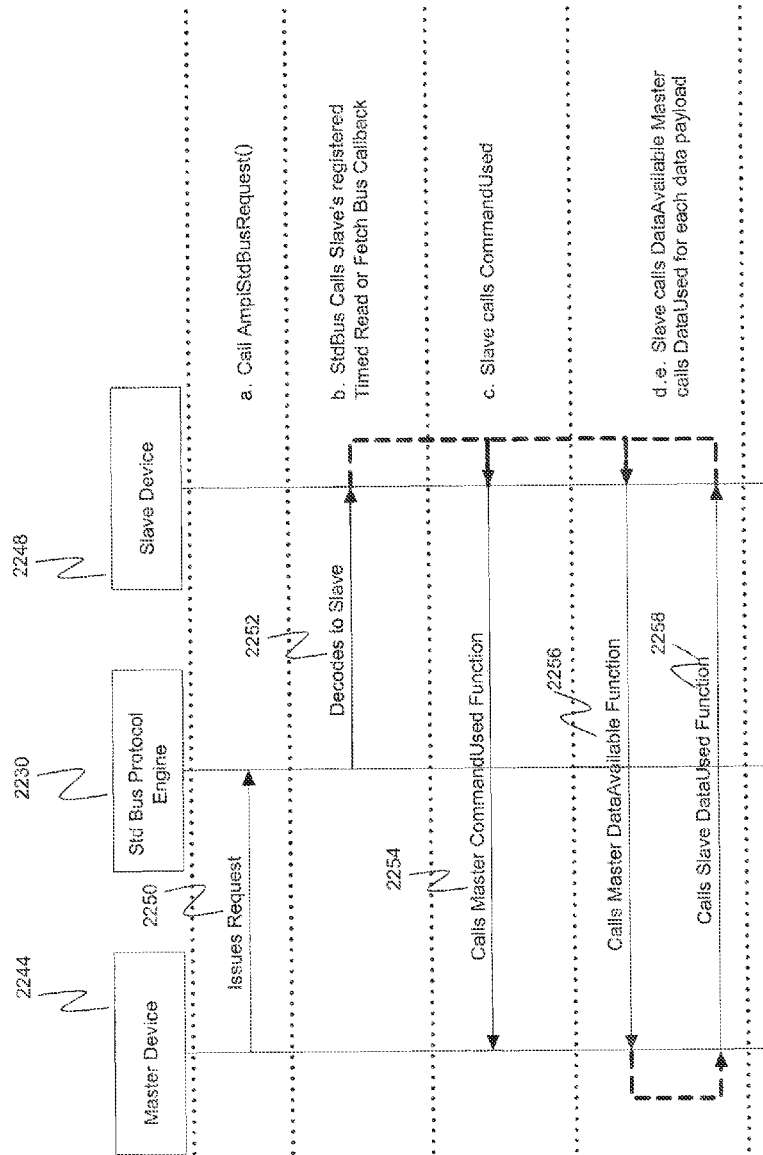 2244
Master Device
2230
Std Bus Protocol
Engine
2248
Slave Device
2250
Issues Request
a. Call AmpiStdBusRequest()
2252
Decodes to Slave
b. StdBus Calls Slave's registered
Timed Read or Fetch Bus Callback
2254
Calls Master CommandUsed Function
c. Slave calls CommandUsed
2256
Calls Master DataAvailable Function
2258
Calls Slave DataUsed Function
d.e. Slave calls DataAvailable Master
calls DataUsed for each data payload